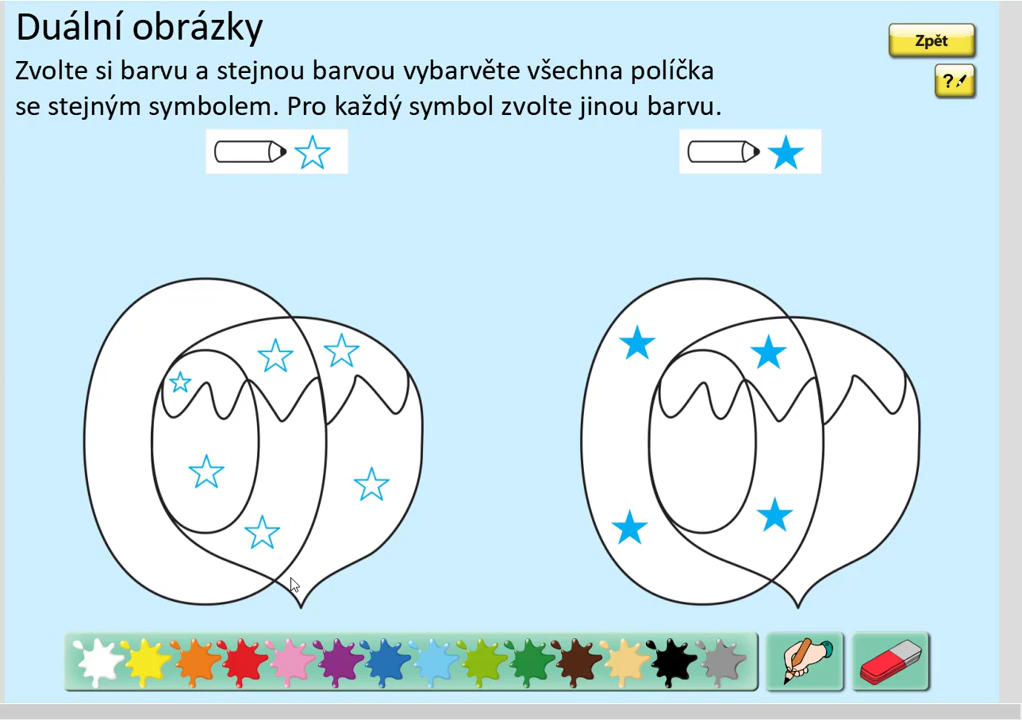 Duální obrázky
Zpět
Zvolte si barvu a stejnou barvou vybarvěte všechna políčka
?
se stejným symbolem. Pro každý symbol zvolte jinou barvu.